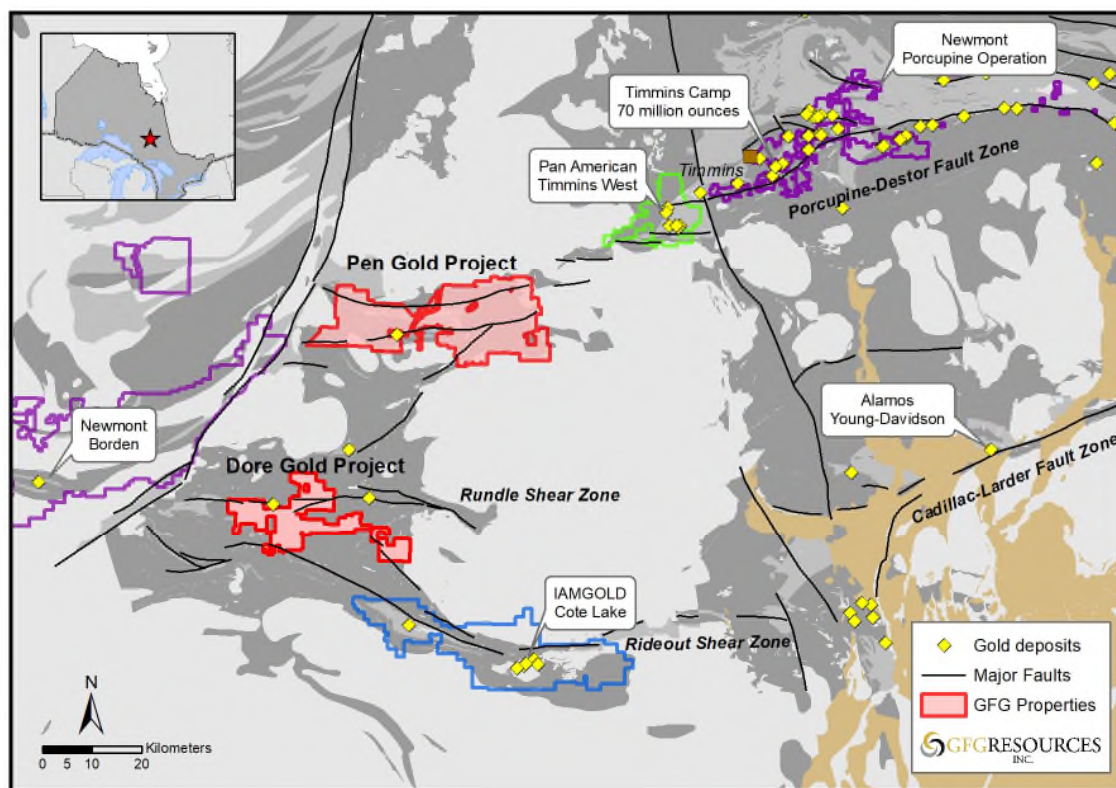 Newmont
Porcupine Operation
Timmins Camp
70 million ounces
Pan American
Timmins West
Timmins
Porcupine-Destor Fault Zone
Pen Gold Project
Newmont
Borden
Alamos
Young-Davidson
Dore Gold Project
Rundle Shear Zone
Cadillac-Larder Fault Zone
IAMGOLD
Cote Lake
Rideout Shear Zone
N
Kilometers
0 5 10 20
Gold deposits
Major Faults
GFG Properties
GFGRESOURCES
INC.